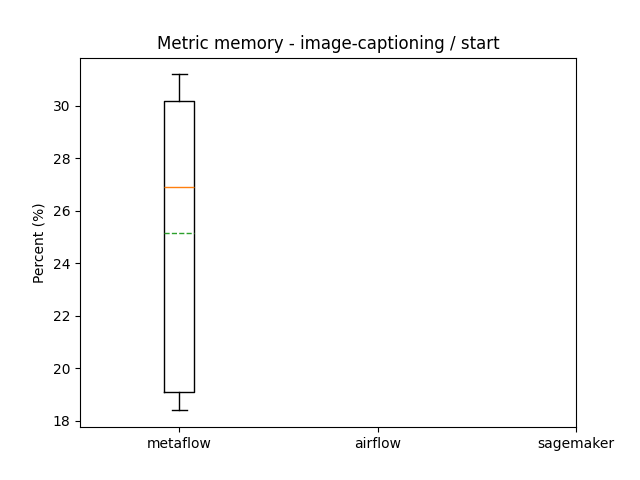 Metric memory - image-captioning / start
Percent (%)
30
28
26
24
22
20
18
metaflow
airflow
sagemaker